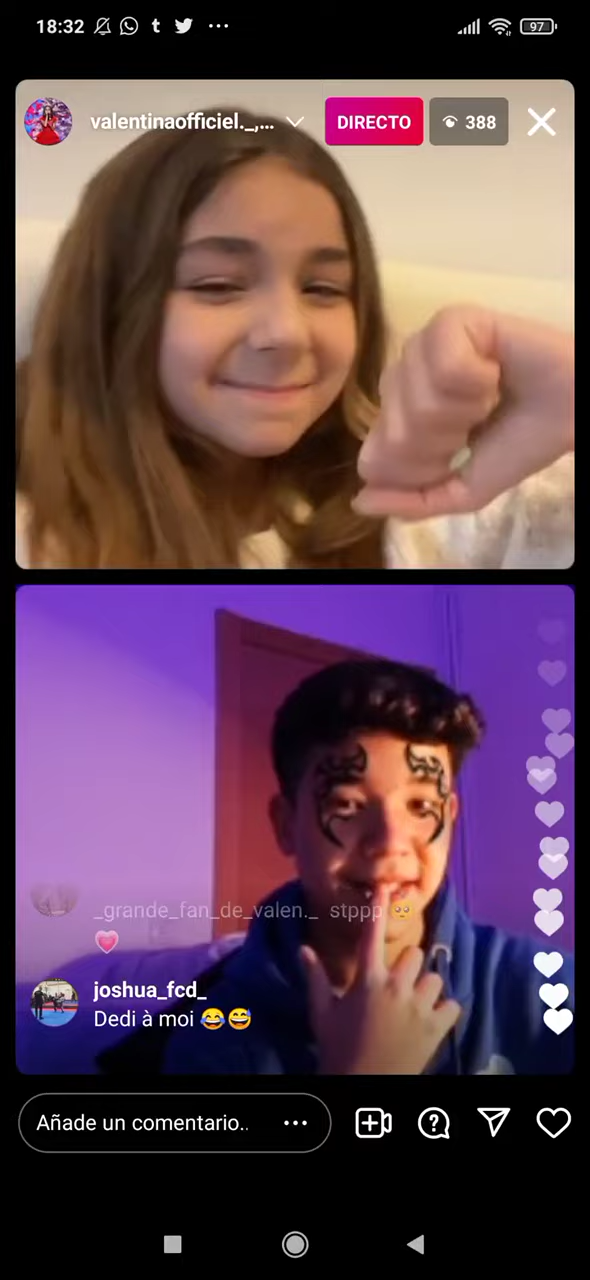 18:32 97
valentinaofficiel._,... DIRECTO 388
_grande_fan_de_valen._ stppp 🥺
💗
joshua_fcd_
Dedi à moi 😂😅
Añade un comentario..